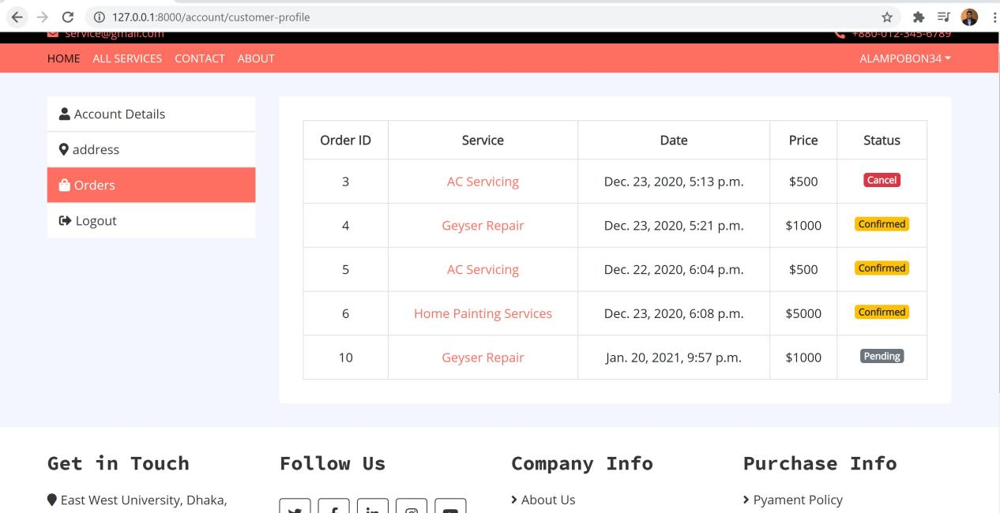 127.0.0.1:8000/account/customer-profile
service@gmail.com +880-012-345-6789
HOME ALL SERVICES CONTACT ABOUT ALAMPOBON34
Account Details
address
Orders
Logout
Order ID Service Date Price Status
3 AC Servicing Dec. 23, 2020, 5:13 p.m. $500 Cancel
4 Geyser Repair Dec. 23, 2020, 5:21 p.m. $1000 Confirmed
5 AC Servicing Dec. 22, 2020, 6:04 p.m. $500 Confirmed
6 Home Painting Services Dec. 23, 2020, 6:08 p.m. $5000 Confirmed
10 Geyser Repair Jan. 20, 2021, 9:57 p.m. $1000 Pending
Get in Touch Follow Us Company Info Purchase Info
East West University, Dhaka, About Us Pyament Policy